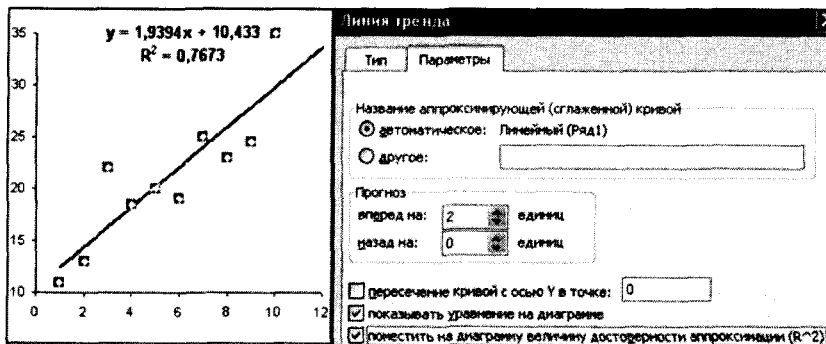 y = 1,9394x + 10,433
R² = 0,7673
35
30
25
20
15
10
0
2
4
6
8
10
12
Линия тренда
Тип
Параметры
Название аппроксимирующей (сглаженной) кривой
автоматическое: Линейный (Ряд1)
другое:
Прогноз
вперед на: 2 единиц
назад на: 0 единиц
пересечение кривой с осью Y в точке: 0
показывать уравнение на диаграмме
поместить на диаграмму величину достоверности аппроксимации (R^2)